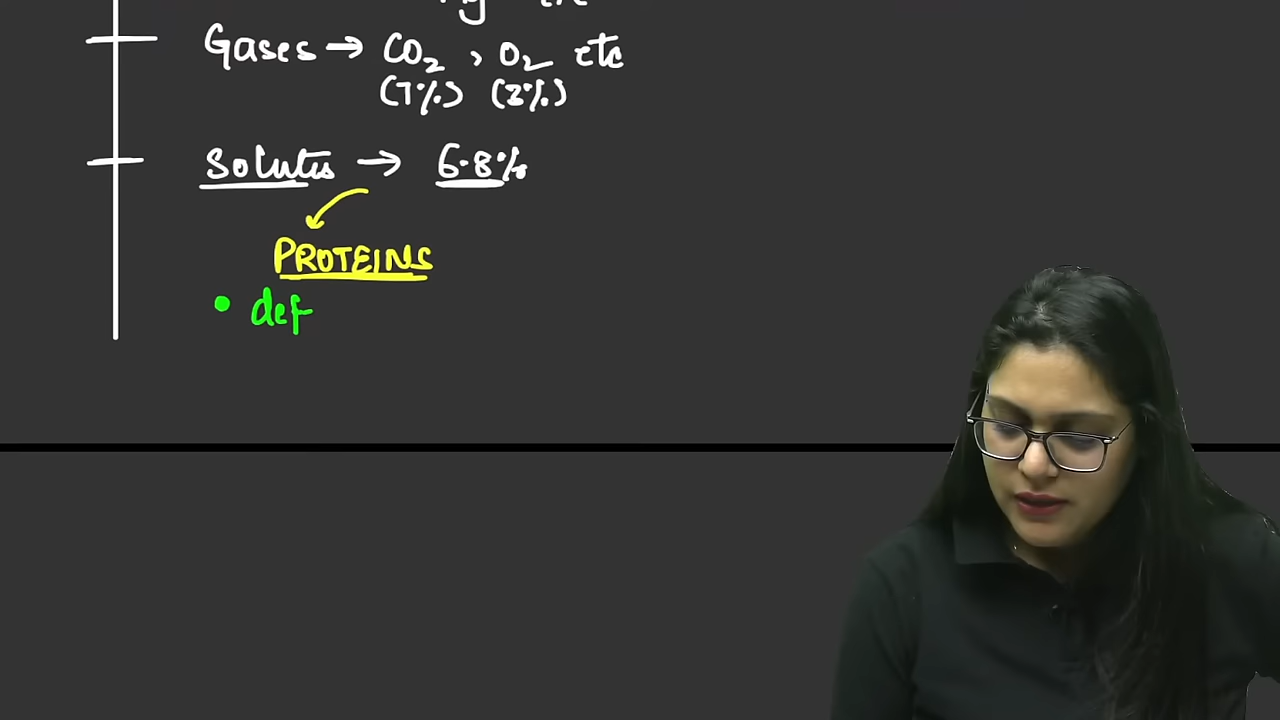 Gases → CO₂ , O₂ etc
(7%) (2%)
Solutes → 6.8%
PROTEINS
• def